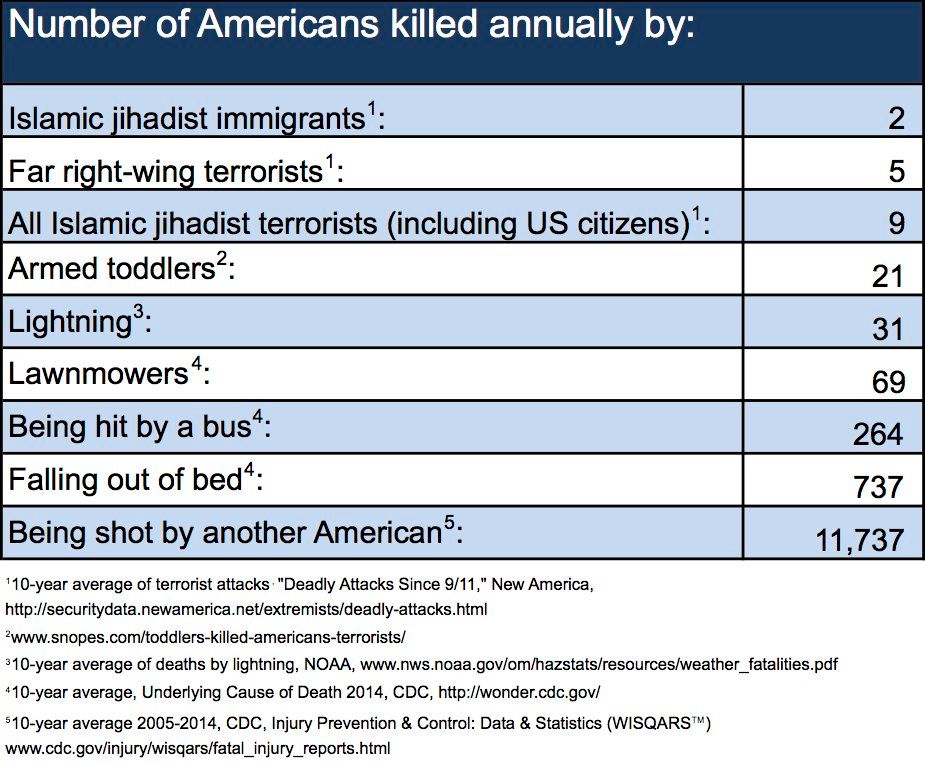 Number of Americans killed annually by:
Islamic jihadist immigrants¹: 2
Far right-wing terrorists¹: 5
All Islamic jihadist terrorists (including US citizens)¹: 9
Armed toddlers²: 21
Lightning³: 31
Lawnmowers⁴: 69
Being hit by a bus⁴: 264
Falling out of bed⁴: 737
Being shot by another American⁵: 11,737
¹10-year average of terrorist attacks · "Deadly Attacks Since 9/11," New America,
http://securitydata.newamerica.net/extremists/deadly-attacks.html
²www.snopes.com/toddlers-killed-americans-terrorists/
³10-year average of deaths by lightning, NOAA, www.nws.noaa.gov/om/hazstats/resources/weather_fatalities.pdf
⁴10-year average, Underlying Cause of Death 2014, CDC, http://wonder.cdc.gov/
⁵10-year average 2005-2014, CDC, Injury Prevention & Control: Data & Statistics (WISQARS™)
www.cdc.gov/injury/wisqars/fatal_injury_reports.html